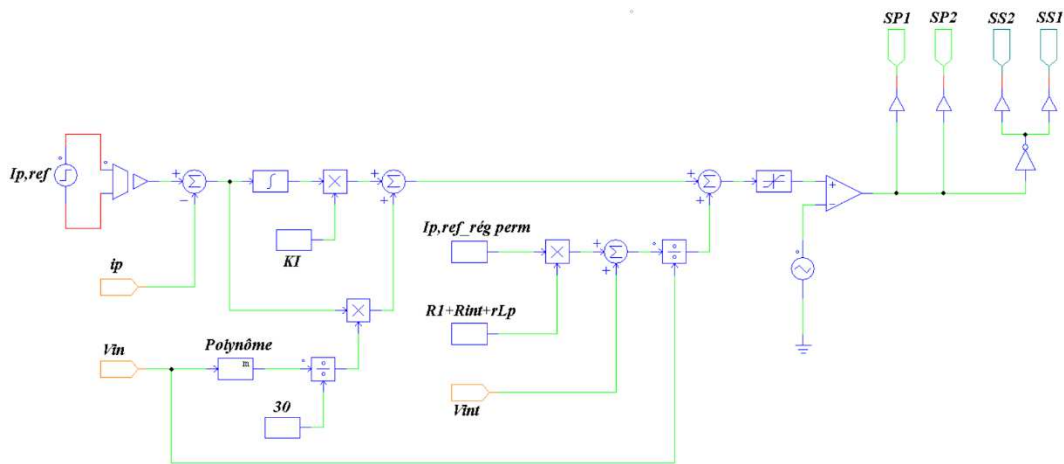 SP1
SP2
SS2
SS1
Ip,ref
+
−
Σ
∫
×
+
+
Σ
+
+
Σ
+
−
KI
Ip,ref_rég perm
×
+
+
Σ
÷
ip
R1+Rint+rLp
×
Vin
Polynôme
m
÷
30
Vint